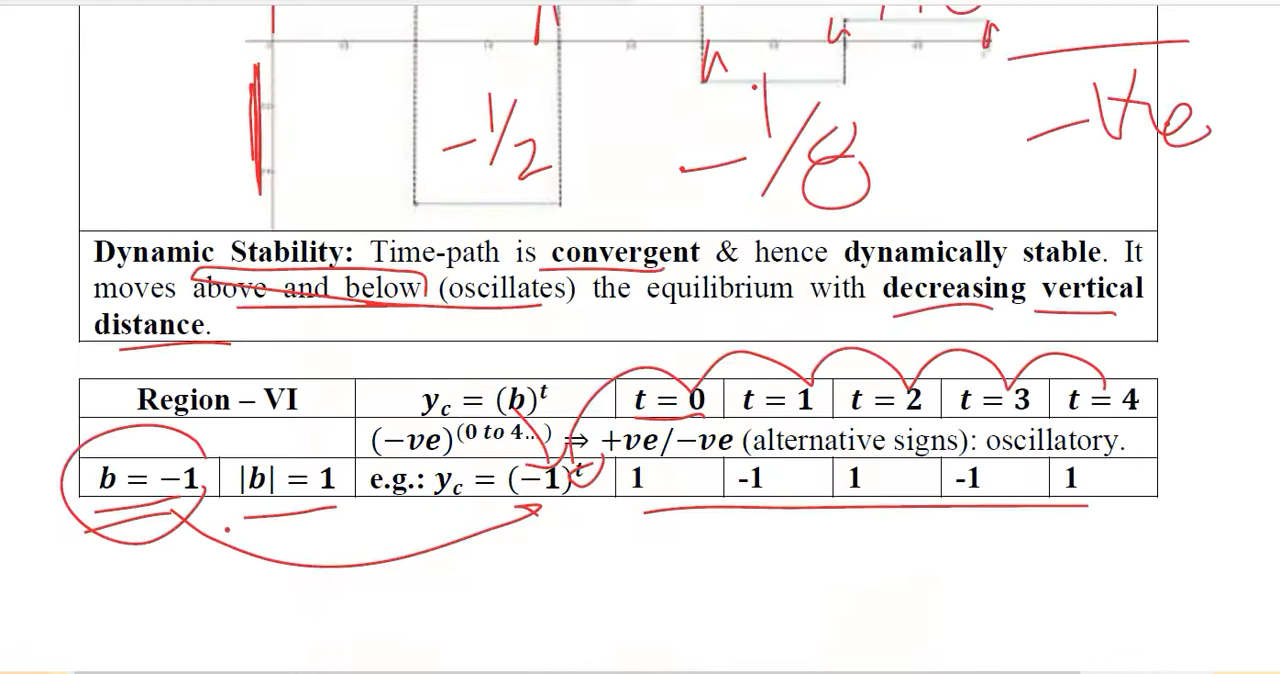 -1/2
-1/8
-ve
Dynamic Stability: Time-path is convergent & hence dynamically stable. It
moves above and below (oscillates) the equilibrium with decreasing vertical
distance.
Region – VI y_c = (b)^t t = 0 t = 1 t = 2 t = 3 t = 4
(−ve)^(0 to 4..) ⇒ +ve/−ve (alternative signs): oscillatory.
b = −1, |b| = 1 e.g.: y_c = (−1)^t 1 -1 1 -1 1